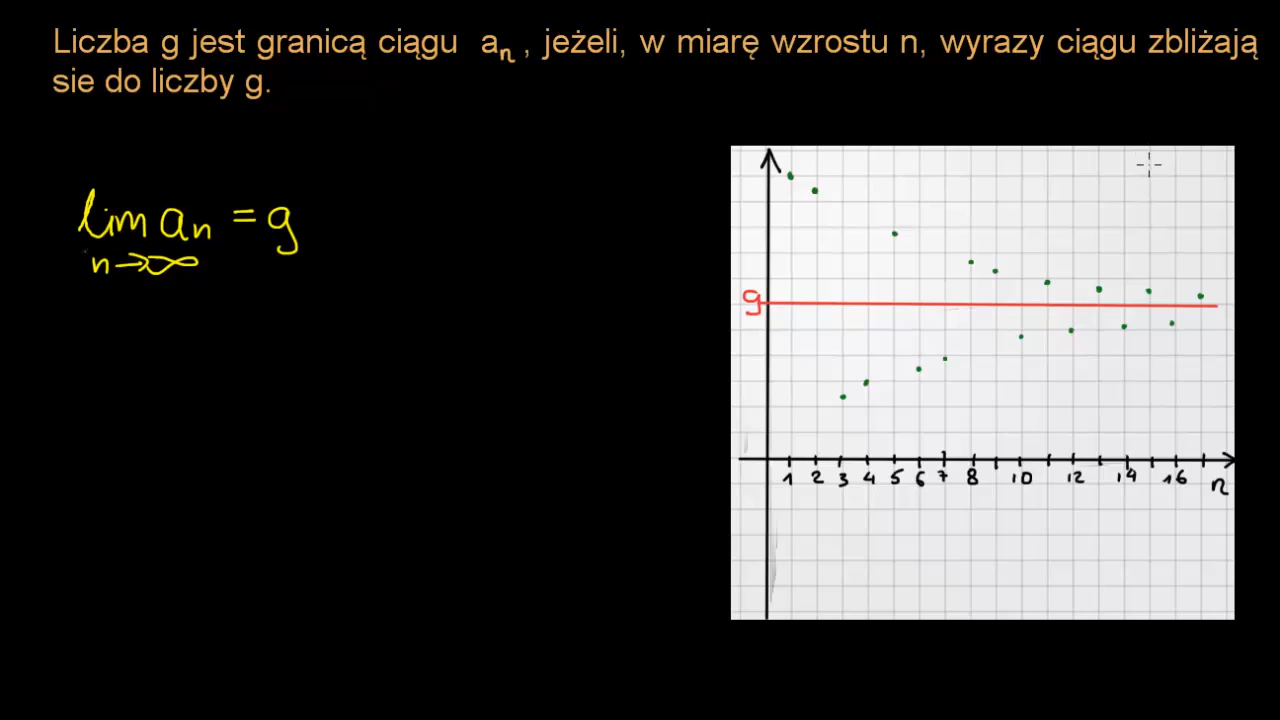 Liczba g jest granicą ciągu aₙ, jeżeli, w miarę wzrostu n, wyrazy ciągu zbliżają
sie do liczby g.
lim aₙ = g
n→∞
g
1 2 3 4 5 6 7 8 10 12 14 16 n